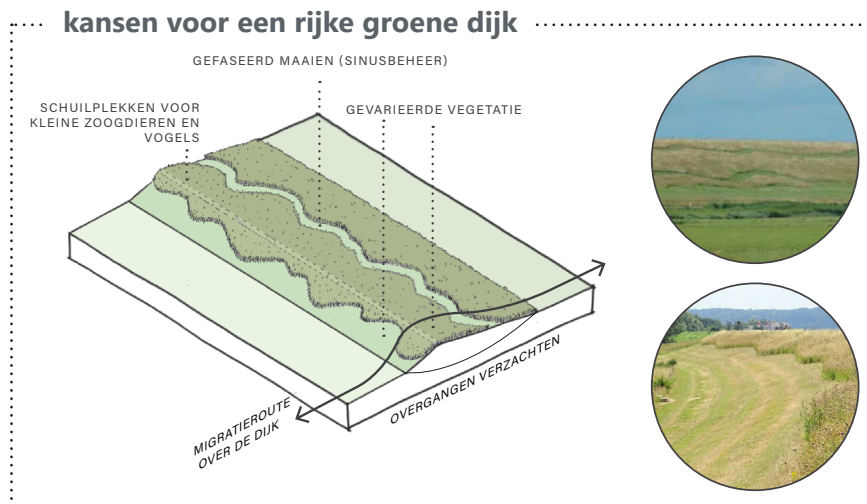 kansen voor een rijke groene dijk
GEFASEERD MAAIEN (SINUSBEHEER)
SCHUILPLEKKEN VOOR
KLEINE ZOOGDIEREN EN
VOGELS
GEVARIEERDE VEGETATIE
MIGRATIEROUTE
OVER DE DIJK
OVERGANGEN VERZACHTEN